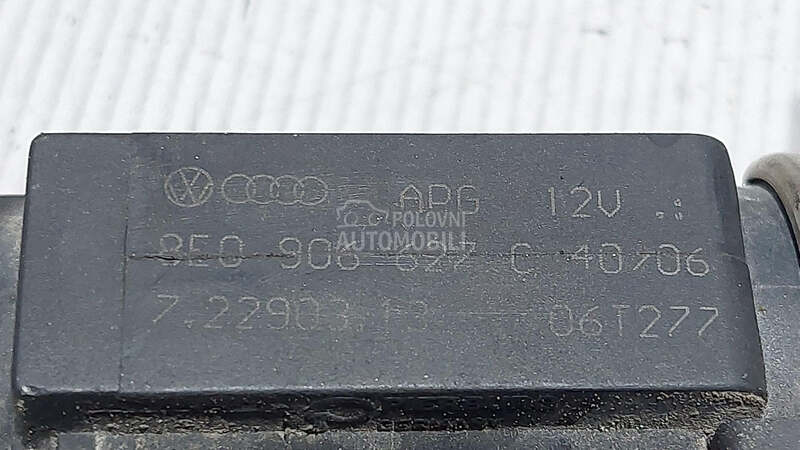 APG 12V
8E0 906 627 C 40/06
7.22903.13 06T277
POLOVNI
AUTOMOBILI